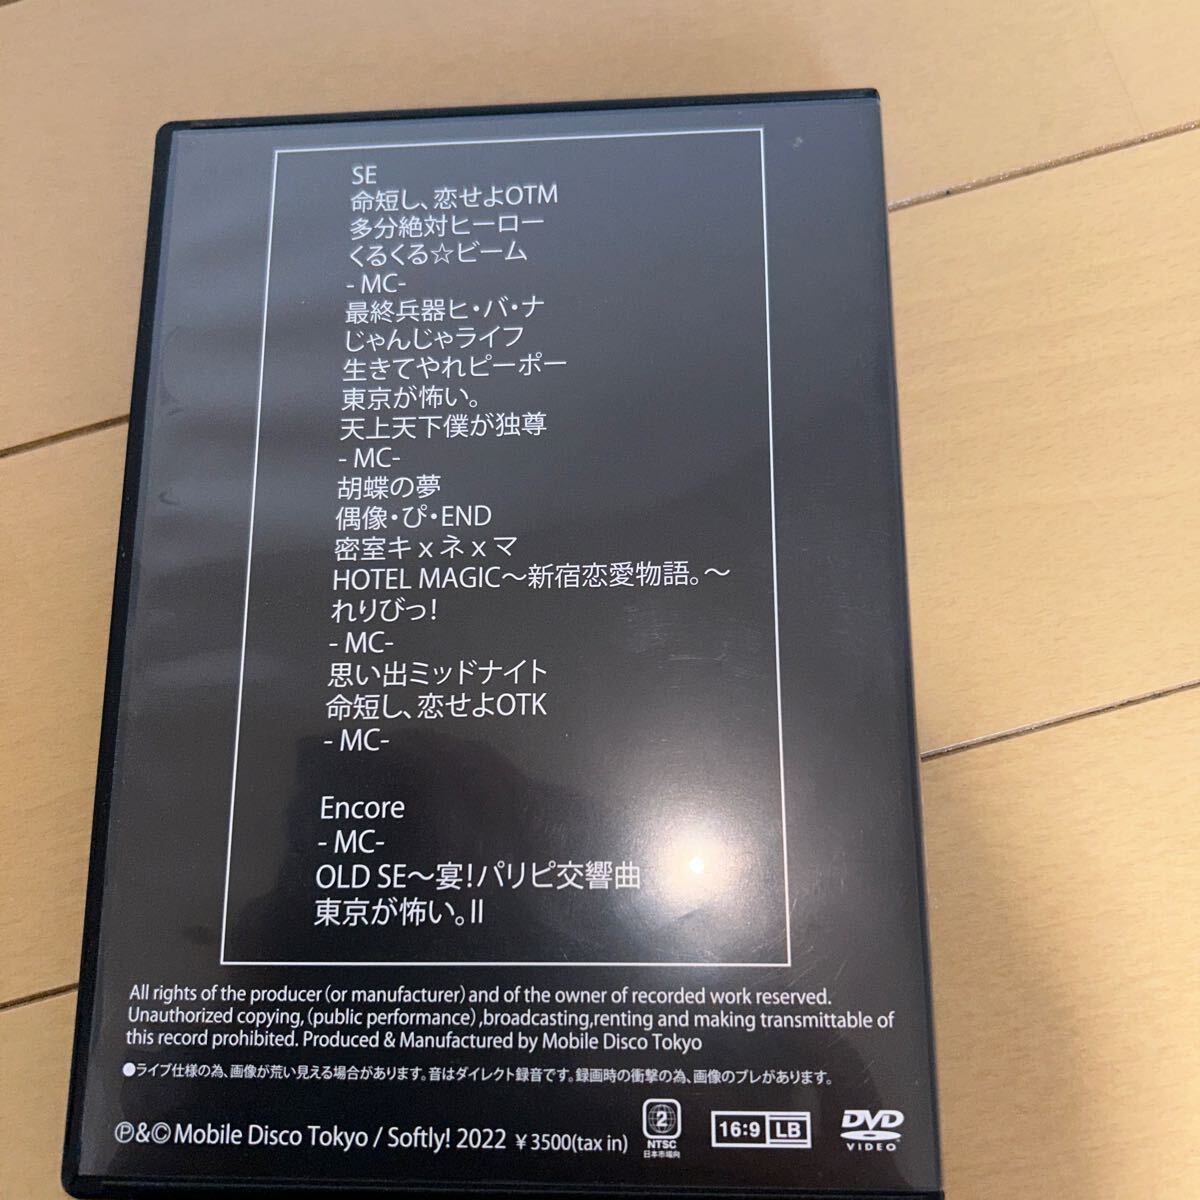 SE
命短し、恋せよOTM
多分絶対ヒーロー
くるくる☆ビーム
- MC-
最終兵器ヒ・バ・ナ
じゃんじゃライフ
生きてやれピーポー
東京が怖い。
天上天下僕が独尊
- MC-
胡蝶の夢
偶像・ぴ・END
密室キxネxマ
HOTEL MAGIC～新宿恋愛物語。～
れりびっ!
- MC-
思い出ミッドナイト
命短し、恋せよOTK
- MC-
Encore
- MC-
OLD SE～宴!パリピ交響曲
東京が怖い。II
All rights of the producer (or manufacturer) and of the owner of recorded work reserved.
Unauthorized copying, (public performance) ,broadcasting,renting and making transmittable of
this record prohibited. Produced & Manufactured by Mobile Disco Tokyo
●ライブ仕様の為、画像が荒い見える場合があります。音はダイレクト録音です。録画時の衝撃の為、画像のブレがあります。
Ⓟ&© Mobile Disco Tokyo / Softly! 2022 ￥3500(tax in)
2
NTSC
日本市場向
16:9 LB
DVD
VIDEO